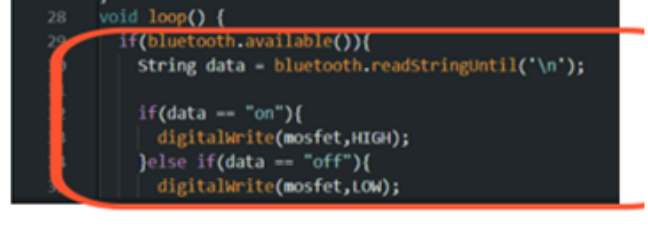 28 void loop() {
29 if(bluetooth.available()){
String data = bluetooth.readStringUntil('\n');
if(data == "on"){
digitalWrite(mosfet,HIGH);
}else if(data == "off"){
digitalWrite(mosfet,LOW);